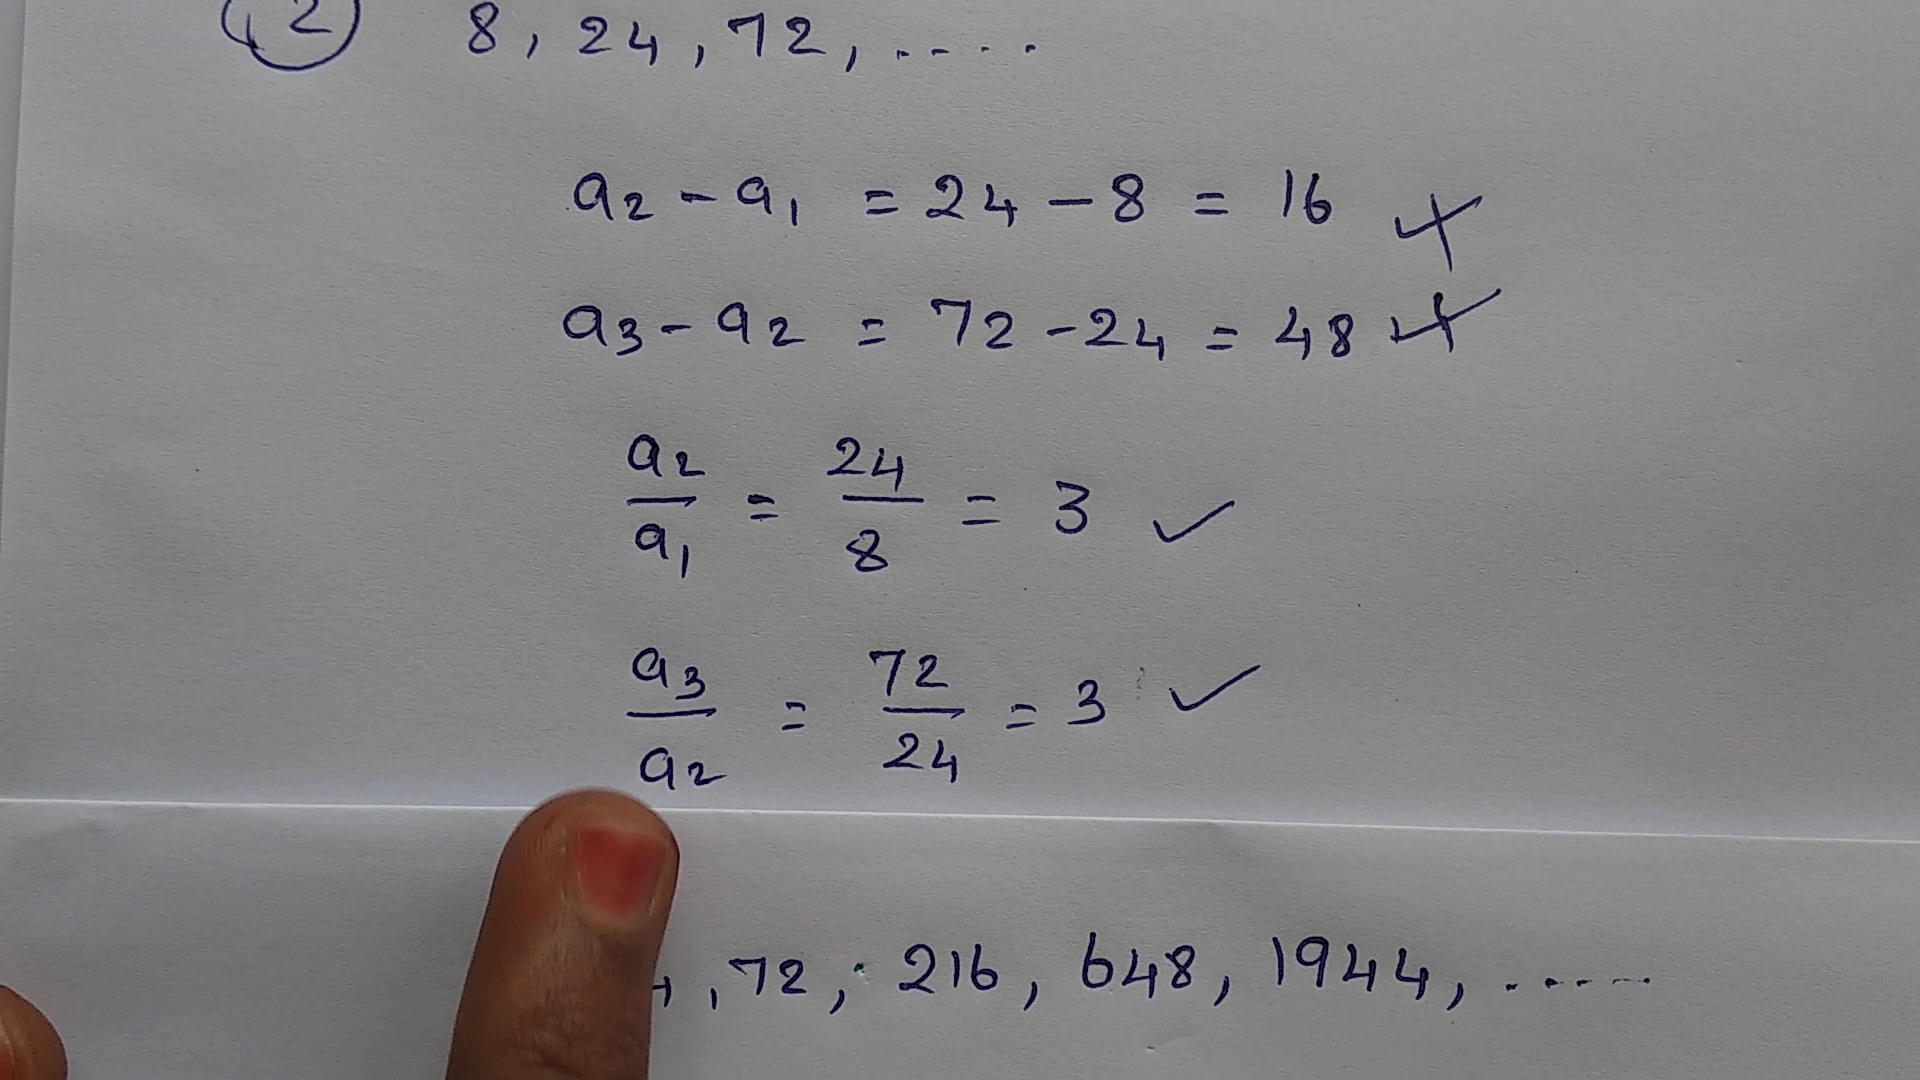 2 8, 24, 72, .....
a2 - a1 = 24 - 8 = 16 ✗
a3 - a2 = 72 - 24 = 48 ✗
a2/a1 = 24/8 = 3 ✓
a3/a2 = 72/24 = 3 ✓
, 72, 216, 648, 1944, ......